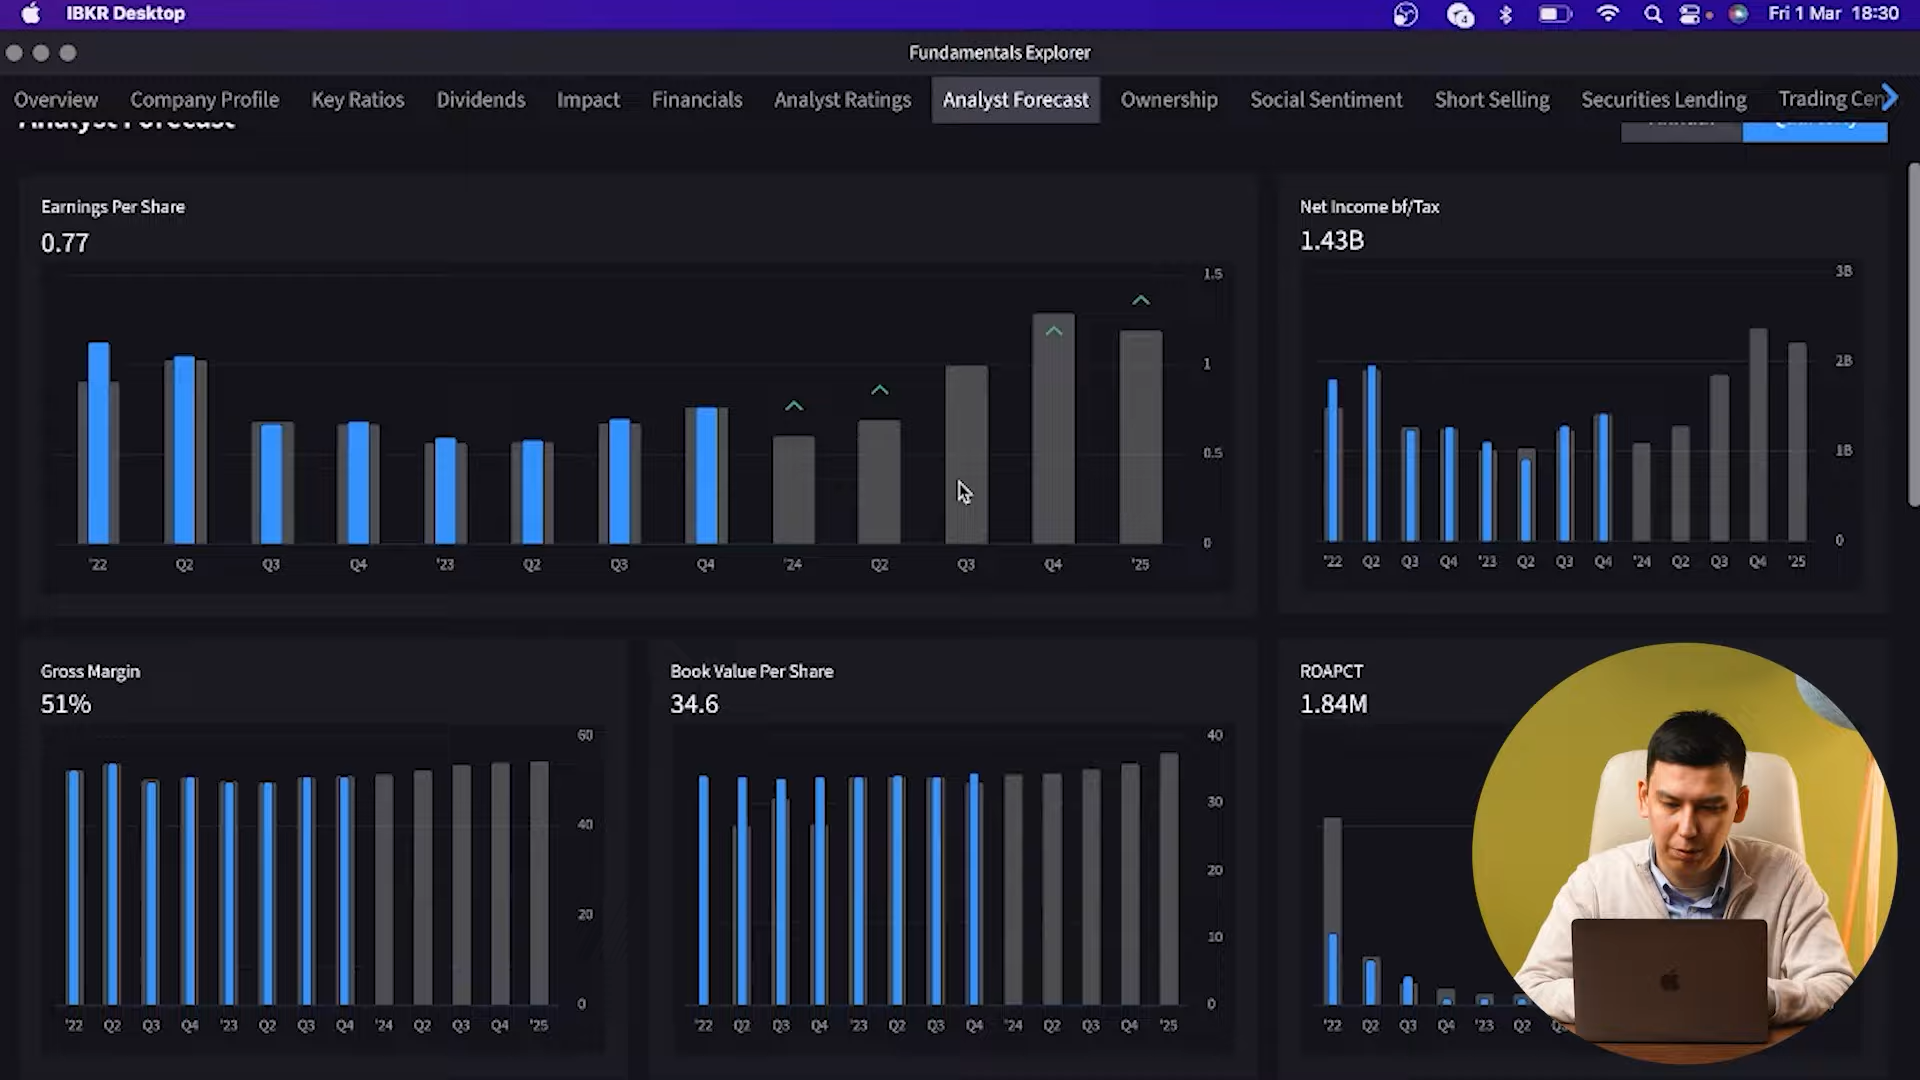 IBKR Desktop
4
Fri 1 Mar 18:30
Fundamentals Explorer
Overview Company Profile Key Ratios Dividends Impact Financials Analyst Ratings Analyst Forecast Ownership Social Sentiment Short Selling Securities Lending Trading Cen
Analyst Forecast
Earnings Per Share
0.77
1.5
1
0.5
0
'22 Q2 Q3 Q4 '23 Q2 Q3 Q4 '24 Q2 Q3 Q4 '25
Net Income bf/Tax
1.43B
3B
2B
1B
0
'22 Q2 Q3 Q4 '23 Q2 Q3 Q4 '24 Q2 Q3 Q4 '25
Gross Margin
51%
60
40
20
0
'22 Q2 Q3 Q4 '23 Q2 Q3 Q4 '24 Q2 Q3 Q4 '25
Book Value Per Share
34.6
40
30
20
10
0
'22 Q2 Q3 Q4 '23 Q2 Q3 Q4 '24 Q2 Q3 Q4 '25
ROAPCT
1.84M
'22 Q2 Q3 Q4 '23 Q2